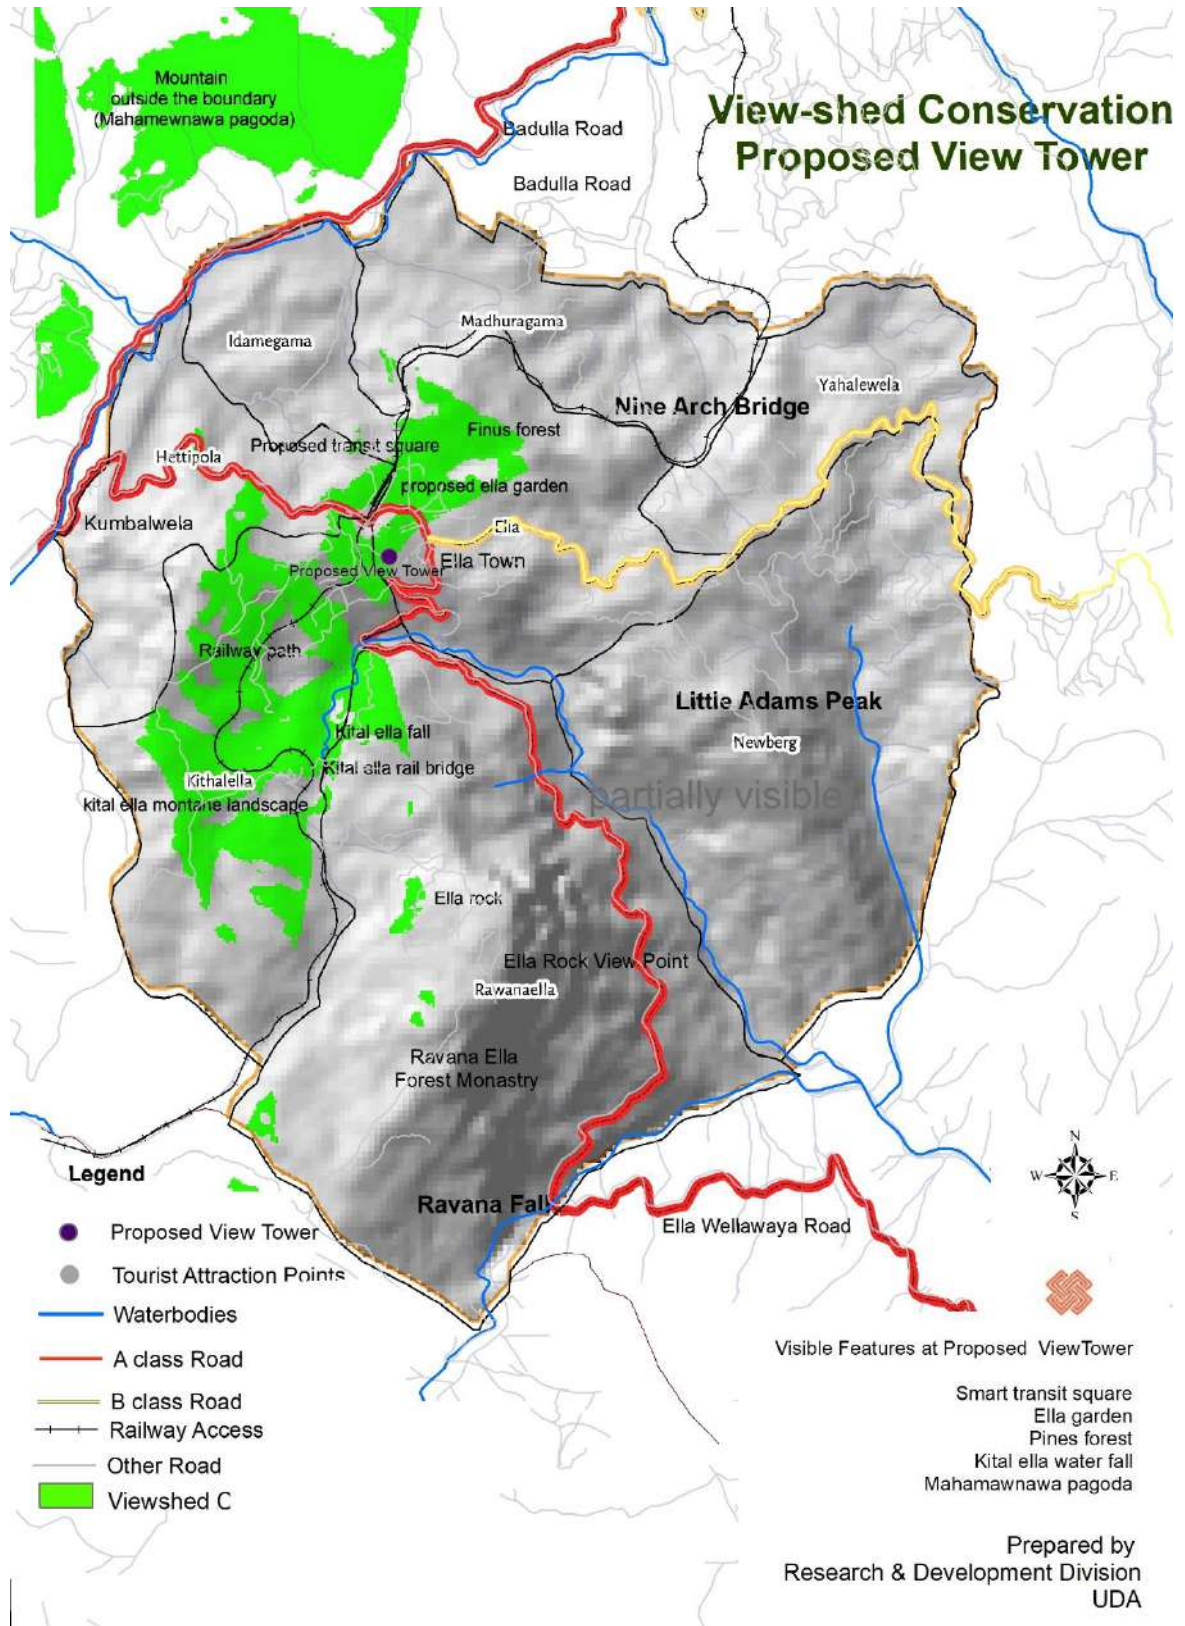 Mountain
outside the boundary
(Mahamewnawa pagoda)
View-shed Conservation
Proposed View Tower
Badulla Road
Badulla Road
Madhuragama
Idamegama
Yahalewela
Nine Arch Bridge
Finus forest
Proposed transit square
Hettipola
proposed ella garden
Kumbalwela
Ella
Ella Town
Proposed View Tower
Railway path
Little Adams Peak
Kital ella fall
Newberg
Kital ella rail bridge
Kithalella
partially visible
kital ella montane landscape
Ella rock
Ella Rock View Point
Rawanaella
Ravana Ella
Forest Monastry
N
W
E
S
Legend
Ravana Fall
Ella Wellawaya Road
Proposed View Tower
Tourist Attraction Points
Waterbodies
A class Road
B class Road
Railway Access
Other Road
Viewshed C
Visible Features at Proposed ViewTower
Smart transit square
Ella garden
Pines forest
Kital ella water fall
Mahamawnawa pagoda
Prepared by
Research & Development Division
UDA